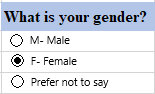 What is your gender?
M- Male
F- Female
Prefer not to say